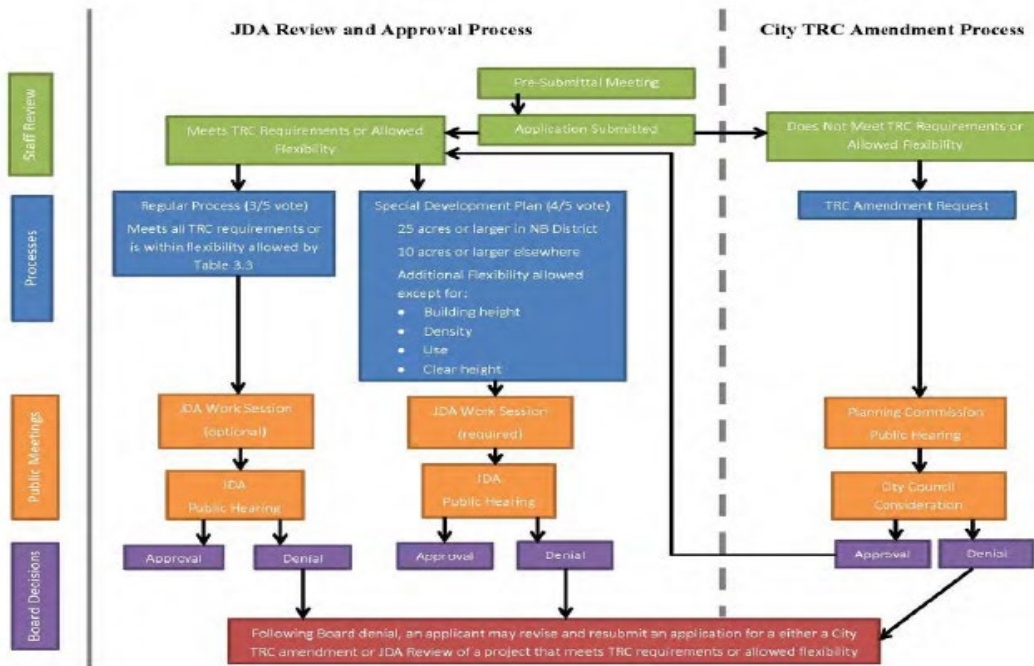 JDA Review and Approval Process
City TRC Amendment Process
Staff Review
Pre-Submittal Meeting
Application Submitted
Meets TRC Requirements or Allowed
Flexibility
Does Not Meet TRC Requirements or
Allowed Flexibility
Processes
Regular Process (3/5 vote)
Meets all TRC requirements or
is within flexibility allowed by
Table 3.3
Special Development Plan (4/5 vote)
25 acres or larger in NB District
10 acres or larger elsewhere
Additional Flexibility allowed
except for:
• Building height
• Density
• Use
• Clear height
TRC Amendment Request
Public Meetings
JDA Work Session
(optional)
JDA
Public Hearing
JDA Work Session
(required)
JDA
Public Hearing
Planning Commission
Public Hearing
City Council
Consideration
Board Decisions
Approval
Denial
Approval
Denial
Approval
Denial
Following Board denial, an applicant may revise and resubmit an application for a either a City
TRC amendment or JDA Review of a project that meets TRC requirements or allowed flexibility